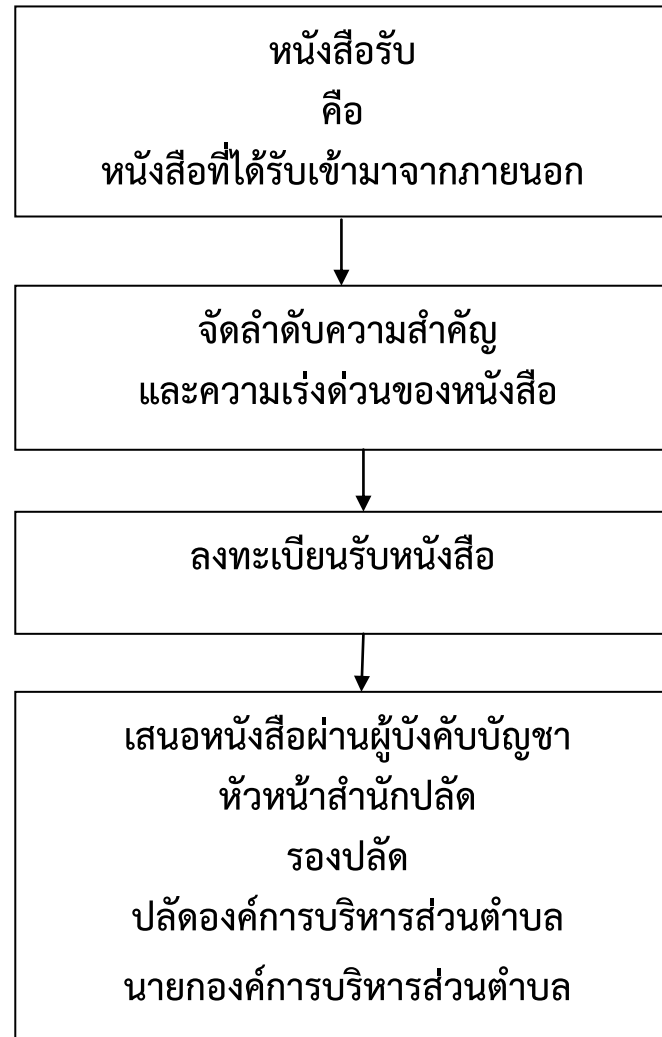 หนังสือรับ
คือ
หนังสือที่ได้รับเข้ามาจากภายนอก
จัดลำดับความสำคัญ
และความเร่งด่วนของหนังสือ
ลงทะเบียนรับหนังสือ
เสนอหนังสือผ่านผู้บังคับบัญชา
หัวหน้าสำนักปลัด
รองปลัด
ปลัดองค์การบริหารส่วนตำบล
นายกองค์การบริหารส่วนตำบล